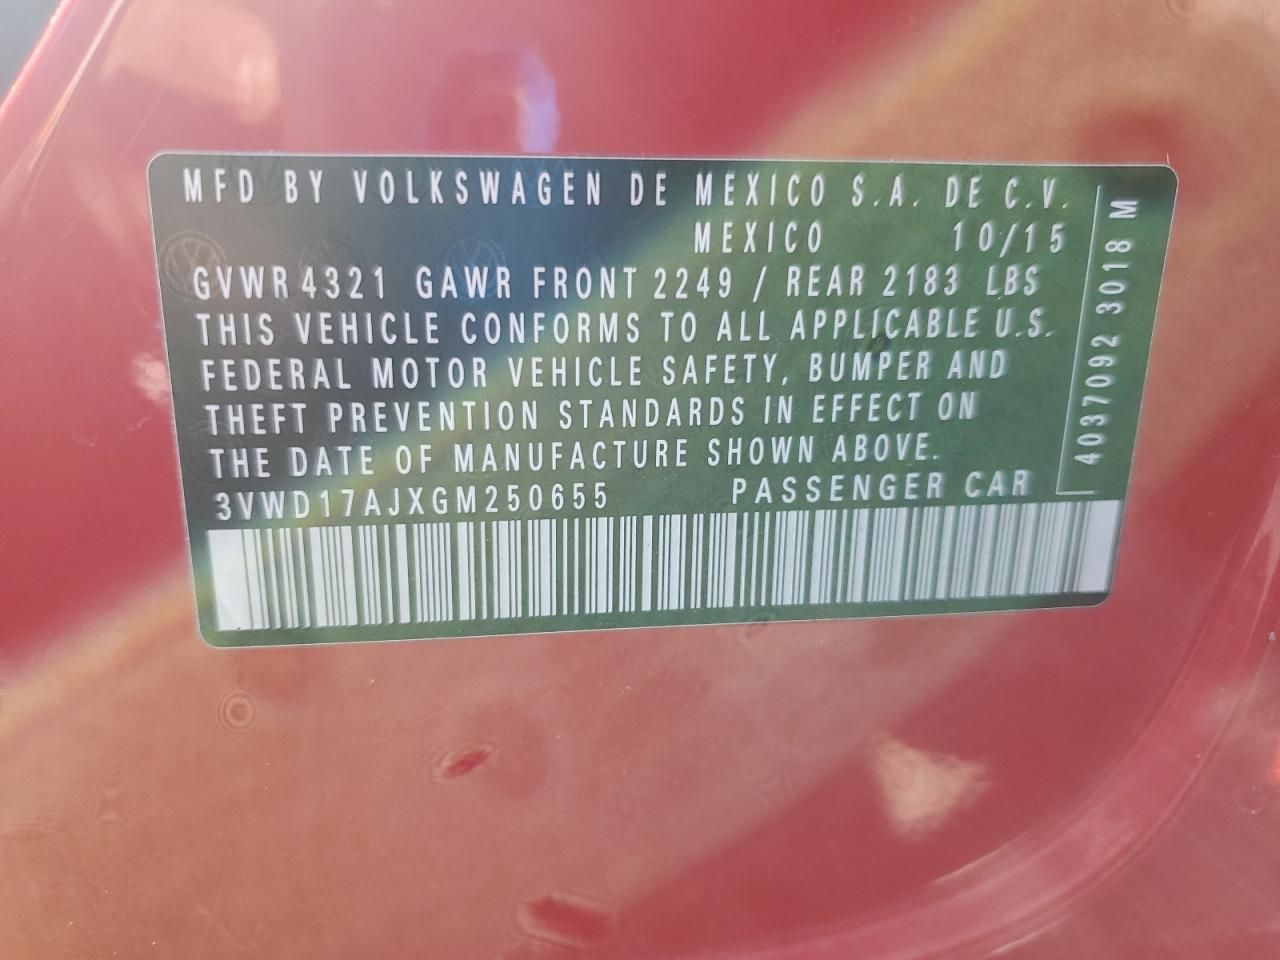 MFD BY VOLKSWAGEN DE MEXICO S.A. DE C.V.
MEXICO 10/15
GVWR 4321 GAWR FRONT 2249 / REAR 2183 LBS
THIS VEHICLE CONFORMS TO ALL APPLICABLE U.S.
FEDERAL MOTOR VEHICLE SAFETY, BUMPER AND
THEFT PREVENTION STANDARDS IN EFFECT ON
THE DATE OF MANUFACTURE SHOWN ABOVE.
3VWD17AJXGM250655 PASSENGER CAR
4037092 3018 M